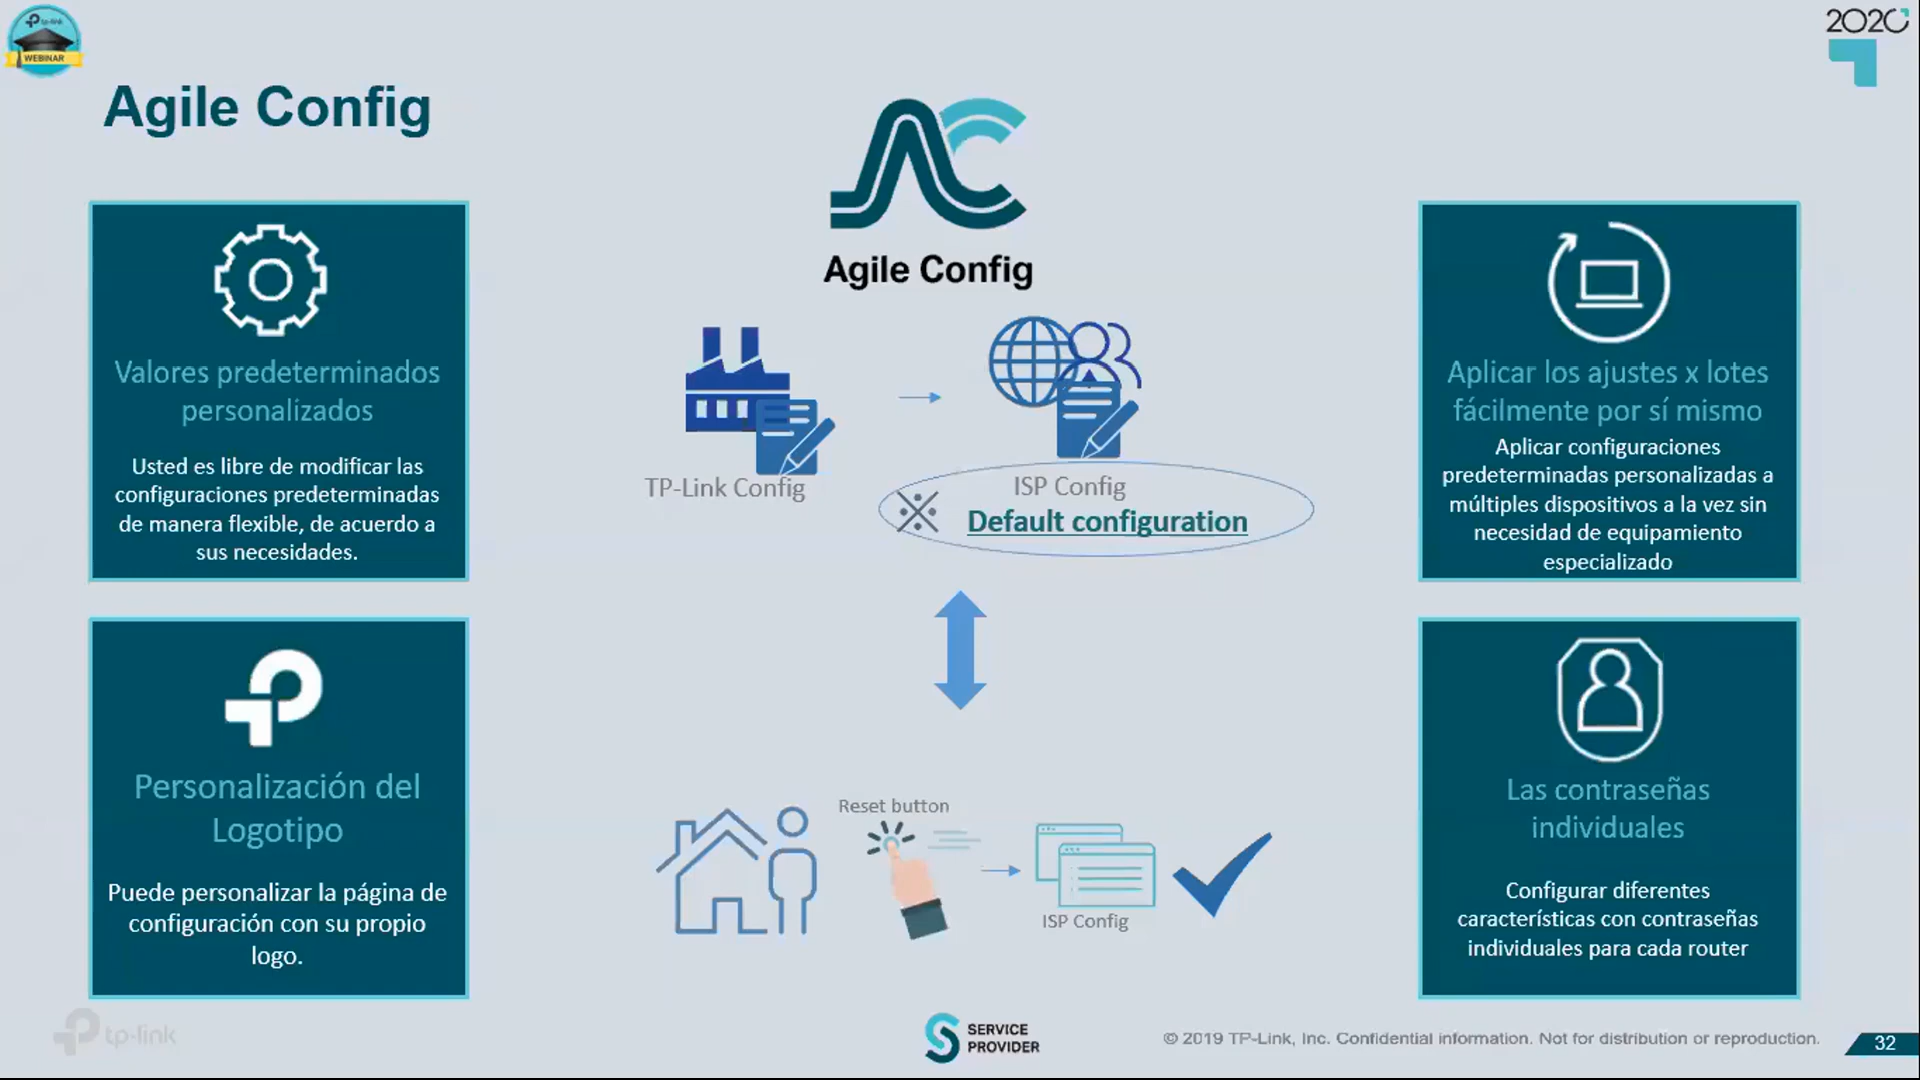 tp-link
WEBINAR
2020
Agile Config
Agile Config
Valores predeterminados
personalizados
Usted es libre de modificar las
configuraciones predeterminadas
de manera flexible, de acuerdo a
sus necesidades.
TP-Link Config
ISP Config
※ Default configuration
Aplicar los ajustes x lotes
fácilmente por sí mismo
Aplicar configuraciones
predeterminadas personalizadas a
múltiples dispositivos a la vez sin
necesidad de equipamiento
especializado
Personalización del
Logotipo
Puede personalizar la página de
configuración con su propio
logo.
Reset button
ISP Config
Las contraseñas
individuales
Configurar diferentes
características con contraseñas
individuales para cada router
tp-link
SERVICE
PROVIDER
© 2019 TP-Link, Inc. Confidential information. Not for distribution or reproduction.
32